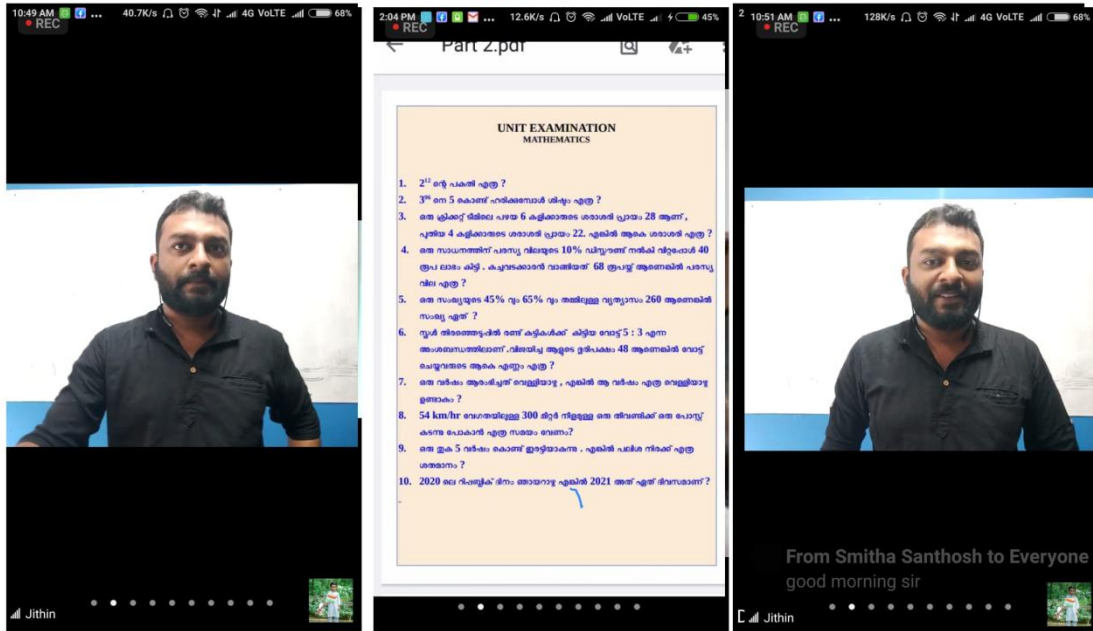 10:49 AM ... 40.7K/s 4G VoLTE 68%
REC
Jithin
2:04 PM ... 12.6K/s VoLTE 45%
REC
Part 2.pdf
UNIT EXAMINATION
MATHEMATICS
1. 2¹² ന്റെ പകുതി എത്ര ?
2. 3⁹⁶ നെ 5 കൊണ്ട് ഹരിക്കുമ്പോൾ ശിഷ്ടം എത്ര ?
3. ഒരു ക്രിക്കറ്റ് ടീമിലെ പഴയ 6 കളിക്കാരുടെ ശരാശരി പ്രായം 28 ആണ് ,
പുതിയ 4 കളിക്കാരുടെ ശരാശരി പ്രായം 22. എങ്കിൽ ആകെ ശരാശരി എത്ര ?
4. ഒരു സാധനത്തിന് പരസ്യ വിലയുടെ 10% ഡിസ്കൗണ്ട് നൽകി വിറ്റപ്പോൾ 40
രൂപ ലാഭം കിട്ടി . കച്ചവടക്കാരൻ വാങ്ങിയത് 68 രൂപയ്ക്ക് ആണെങ്കിൽ പരസ്യ
വില എത്ര ?
5. ഒരു സംഖ്യയുടെ 45% വും 65% വും തമ്മിലുള്ള വ്യത്യാസം 260 ആണെങ്കിൽ
സംഖ്യ ഏത് ?
6. സ്കൂൾ തിരഞ്ഞെടുപ്പിൽ രണ്ട് കുട്ടികൾക്ക് കിട്ടിയ വോട്ട് 5 : 3 എന്ന
അംശബന്ധത്തിലാണ് .വിജയിച്ച ആളുടെ ഭൂരിപക്ഷം 48 ആണെങ്കിൽ വോട്ട്
ചെയ്തവരുടെ ആകെ എണ്ണം എത്ര ?
7. ഒരു വർഷം ആരംഭിച്ചത് വെള്ളിയാഴ്ച , എങ്കിൽ ആ വർഷം എത്ര വെള്ളിയാഴ്ച
ഉണ്ടാകും ?
8. 54 km/hr വേഗതയിലുള്ള 300 മീറ്റർ നീളമുള്ള ഒരു തീവണ്ടിക്ക് ഒരു പോസ്റ്റ്
കടന്നു പോകാൻ എത്ര സമയം വേണം?
9. ഒരു തുക 5 വർഷം കൊണ്ട് ഇരട്ടിയാകുന്നു . എങ്കിൽ പലിശ നിരക്ക് എത്ര
ശതമാനം ?
10. 2020 ലെ റിപ്പബ്ലിക് ദിനം ഞായറാഴ്ച എങ്കിൽ 2021 അത് ഏത് ദിവസമാണ് ?
2 10:51 AM ... 128K/s 4G VoLTE 68%
REC
From Smitha Santhosh to Everyone
good morning sir
Jithin